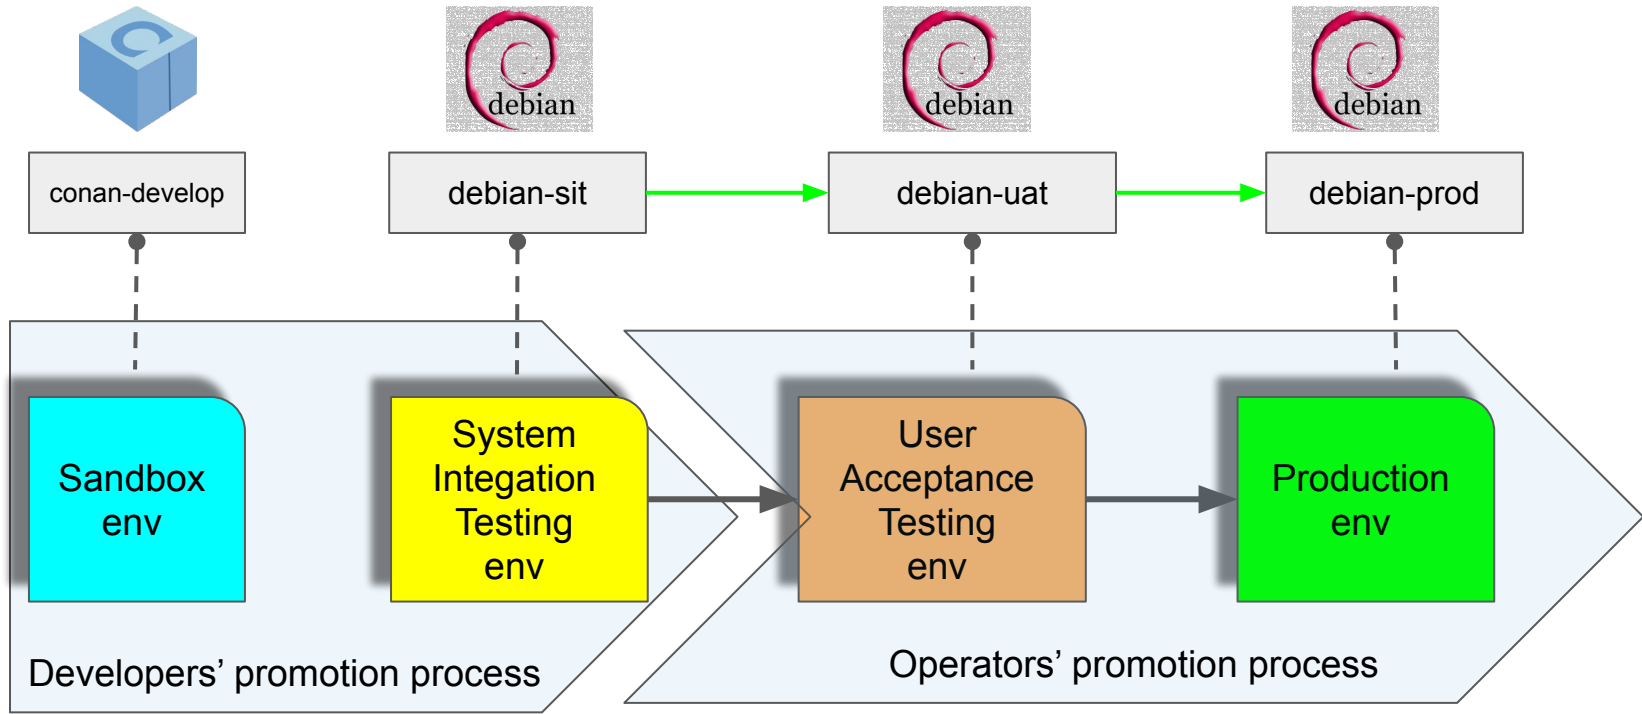 debian
debian
debian
conan-develop
debian-sit
debian-uat
debian-prod
Sandbox
env
System
Integation
Testing
env
User
Acceptance
Testing
env
Production
env
Developers’ promotion process
Operators’ promotion process